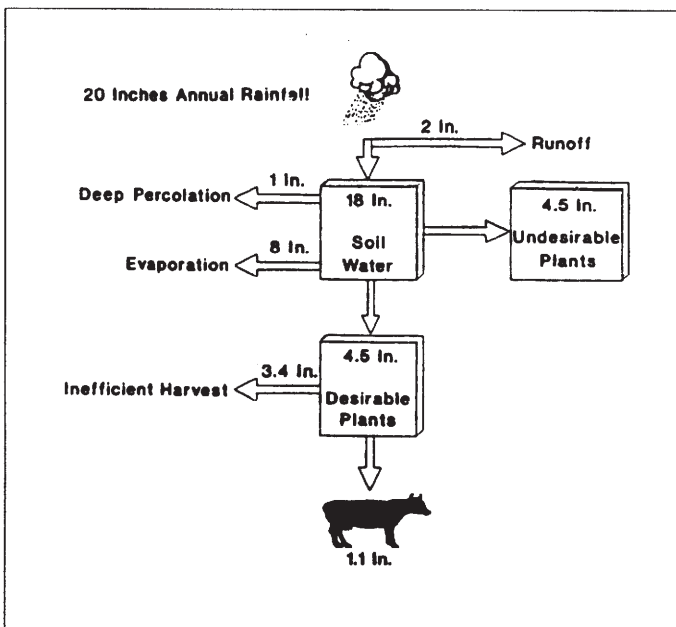 20 Inches Annual Rainfall
2 In.
Runoff
1 In.
Deep Percolation
18 In.
Soil
Water
4.5 In.
Undesirable
Plants
8 In.
Evaporation
4.5 In.
Desirable
Plants
3.4 In.
Inefficient Harvest
1.1 In.